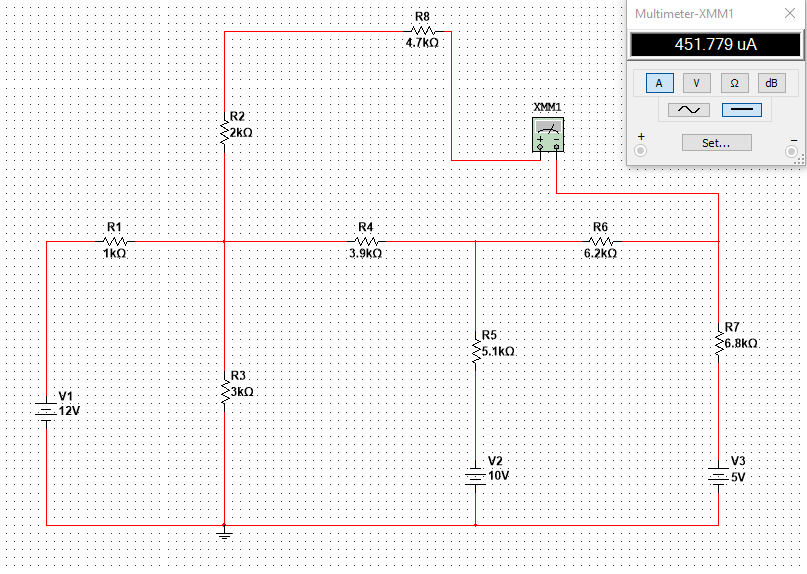 Multimeter-XMM1
451.779 uA
A
V
Ω
dB
+
Set...
−
R8
4.7kΩ
XMM1
R2
2kΩ
R1
1kΩ
R4
3.9kΩ
R6
6.2kΩ
R7
6.8kΩ
R5
5.1kΩ
R3
3kΩ
V1
12V
V2
10V
V3
5V